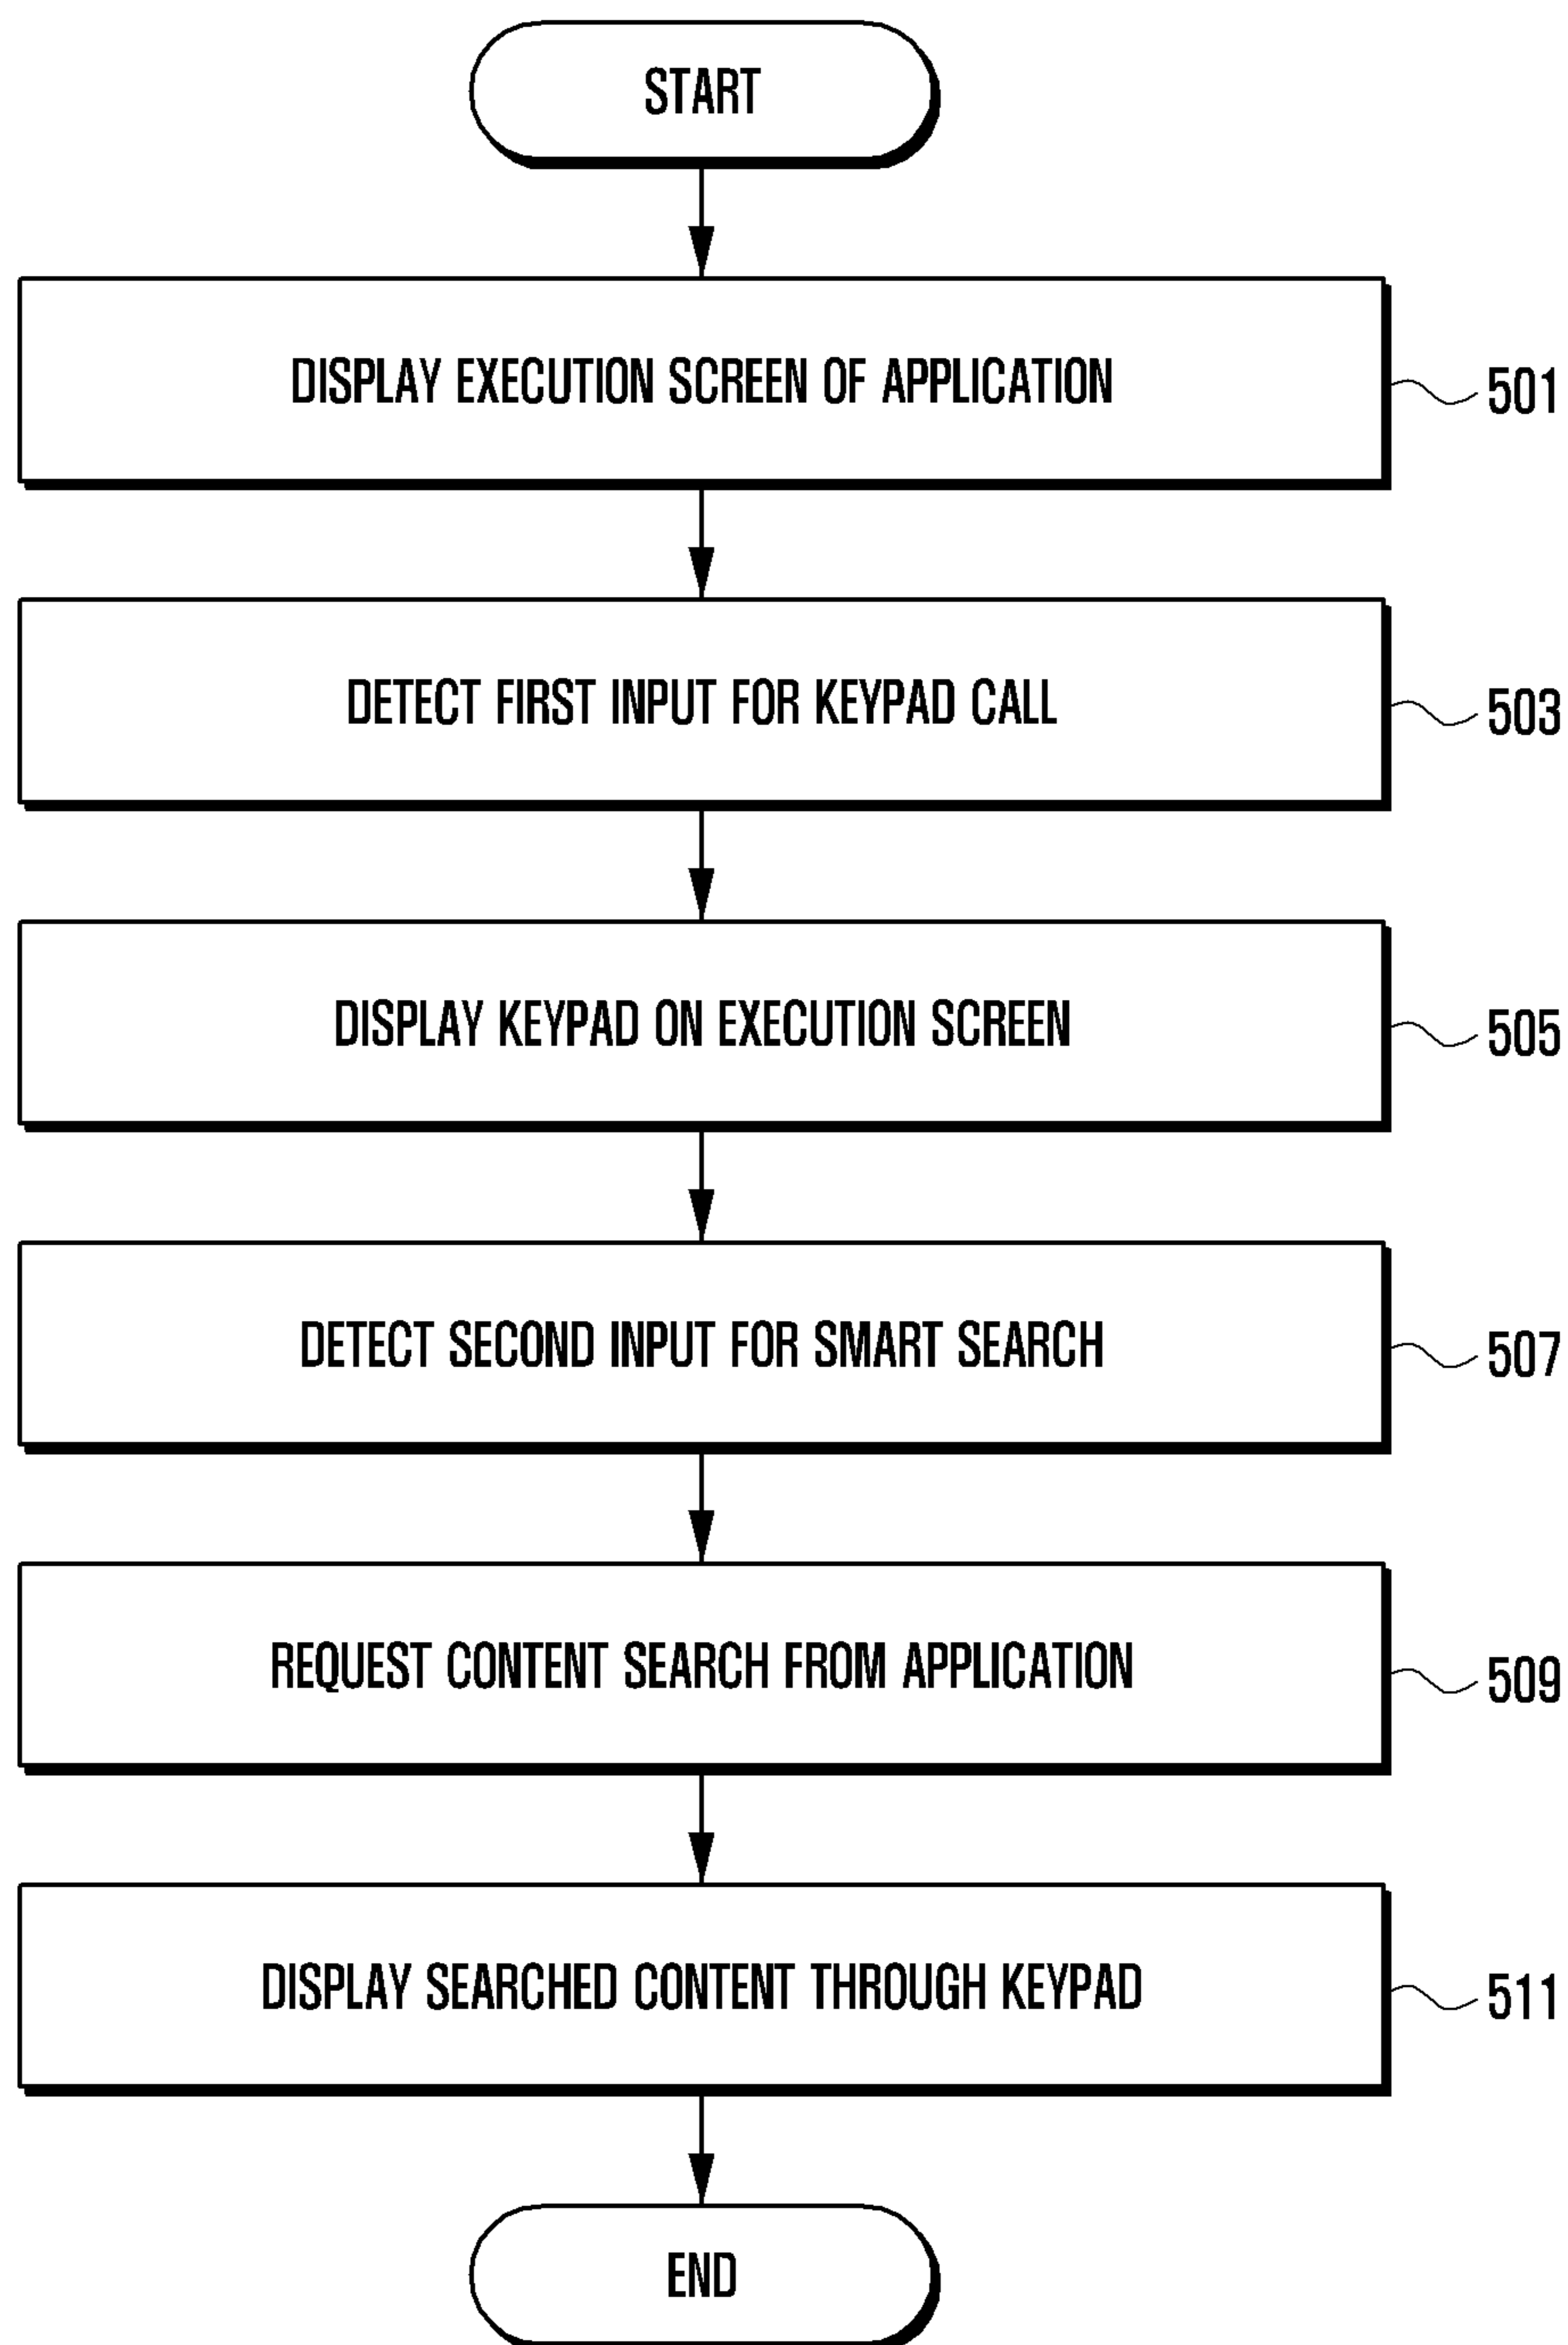 START
DISPLAY EXECUTION SCREEN OF APPLICATION
501
DETECT FIRST INPUT FOR KEYPAD CALL
503
DISPLAY KEYPAD ON EXECUTION SCREEN
505
DETECT SECOND INPUT FOR SMART SEARCH
507
REQUEST CONTENT SEARCH FROM APPLICATION
509
DISPLAY SEARCHED CONTENT THROUGH KEYPAD
511
END